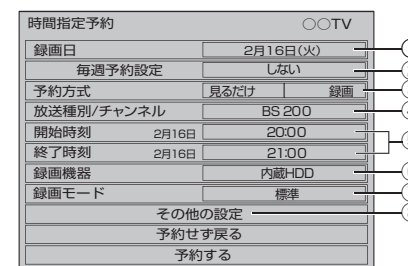 時間指定予約 ○○TV
録画日 2月16日(火)
毎週予約設定 しない
予約方式 見るだけ 録画
放送種別/チャンネル BS 200
開始時刻 2月16日 20:00
終了時刻 2月16日 21:00
録画機器 内蔵HDD
録画モード 標準
その他の設定
予約せず戻る
予約する